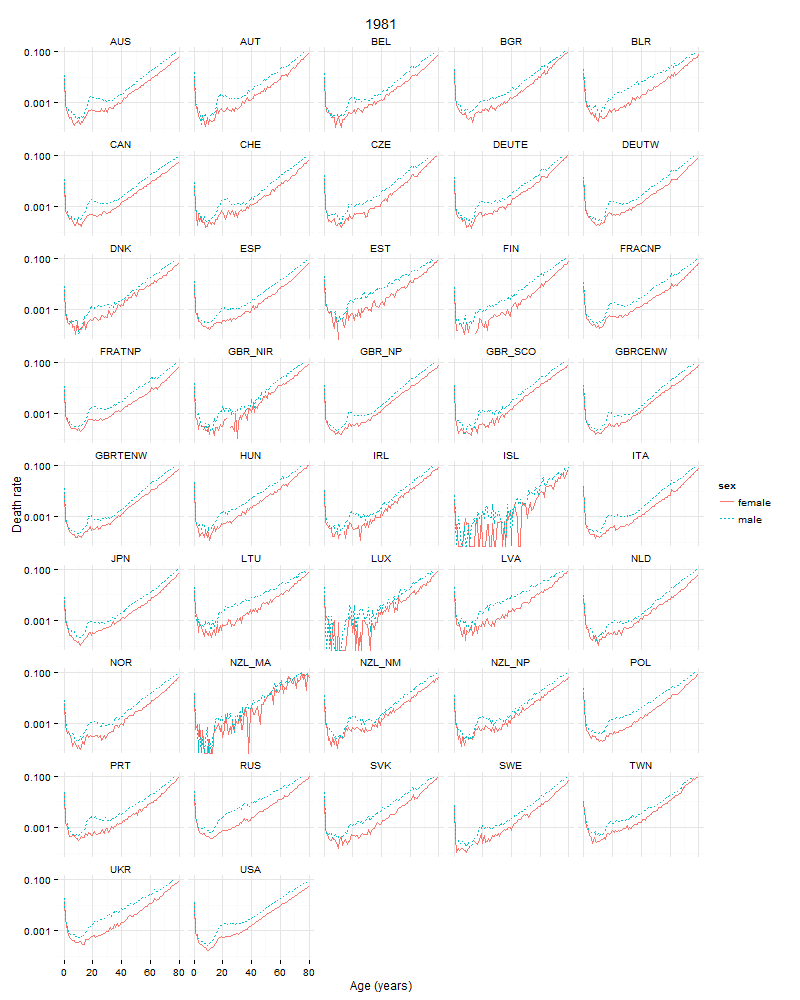 1981
AUS AUT BEL BGR BLR
0.100
0.001
CAN CHE CZE DEUTE DEUTW
0.100
0.001
DNK ESP EST FIN FRACNP
0.100
0.001
FRATNP GBR_NIR GBR_NP GBR_SCO GBRCENW
0.100
0.001
GBRTENW HUN IRL ISL ITA
0.100
0.001
Death rate
sex
female
male
JPN LTU LUX LVA NLD
0.100
0.001
NOR NZL_MA NZL_NM NZL_NP POL
0.100
0.001
PRT RUS SVK SWE TWN
0.100
0.001
UKR USA
0.100
0.001
0 20 40 60 80 0 20 40 60 80
Age (years)